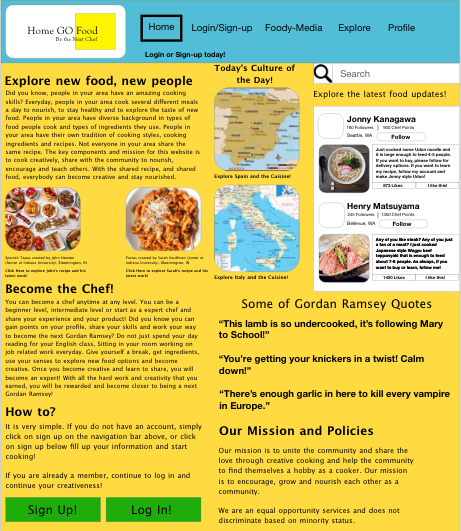 Home GO Food
Be the Next Chef!
Home
Login/Sign-up
Foody-Media
Explore
Profile
Login or Sign-up today!
Explore new food, new people
Did you know, people in your area have an amazing cooking
skills? Everyday, people in your area cook several different meals
a day to nourish, to stay healthy and to explore the taste of new
food. People in your area have diverse background in types of
food people cook and types of ingredients they use. People in
your area have their own tradition of cooking styles, cooking
ingredients and recipes. Not everyone in your area share the
same recipe. The key components and mission for this website is
to cook creatively, share with the community to nourish,
encourage and teach others. With the shared recipe, and shared
food, everybody can become creative and stay nourished.
Spanish Tapas created by John Newton
(Senior at Indiana University), Bloomington, IN
Click Here to explore John's recipe and his
latest work!
Pastas created by Sarah Kauffman (Junior at
Indiana University), Bloomington, IN
Click Here to explore Sarah's recipe and his
latest work!
Become the Chef!
You can become a chef anytime at any level. You can be a
beginner, intermediate level or start as a expert chef and
share your experience and your product! Did you know you can
gain points on your profile, share your skills and work your way
to become the next Gordan Ramsey? Do not just spend your day
reading for your English class, Sitting in your room working on
job related work everyday. Give yourself a break, get ingredients,
use your senses to explore new food options and become
creative. Once you become creative and learn to share, you will
become an expert! With all the hard work and creativity that you
earned, you will be rewarded and become closer to being a next
Gordan Ramsey!
How to?
It is very simple. If you do not have an account, simply
click on sign up on the navigation bar above, or click
on sign up below fill up your information and start
cooking!
If you are already a member, continue to log in and
continue your creativeness!
Sign Up!
Log In!
Today's Culture of
the Day!
Explore Spain and the Cuisine!
Explore Italy and the Cuisine!
Search
Explore the latest food updates!
Jonny Kanagawa
180 Followers
930 Chef Points
Seattle, WA
Follow
Just cooked some Udon noodle and
it is large enough to feed 4-5 people.
If you want to buy, please follow for
delivery options. If you want to learn
my recipe, follow my account and
make Jenny style Udon!
873 Likes
I like this!
Henry Matsuyama
245 Followers
1350 Chef Points
Bellevue, WA
Follow
Any of you like steak? Any of you just
a fan of a meat? I just cooked
Japanese style Wagyu beef
teppanyaki that is enough to feed
about 7-8 people. As always, if you
want to buy or learn, follow me!
1400 Likes
I like this!
Some of Gordan Ramsey Quotes
“This lamb is so undercooked, it’s following Mary
to School!”
“You’re getting your knickers in a twist! Calm
down!”
“There’s enough garlic in here to kill every vampire
in Europe.”
Our Mission and Policies
Our mission is to unite the community and share the
love through creative cooking and help the community
to find themselves a hobby as a cooker. Our mission
is to encourage, grow and nourish each other as a
community.
We are an equal opportunity services and does not
discriminate based on minority status.